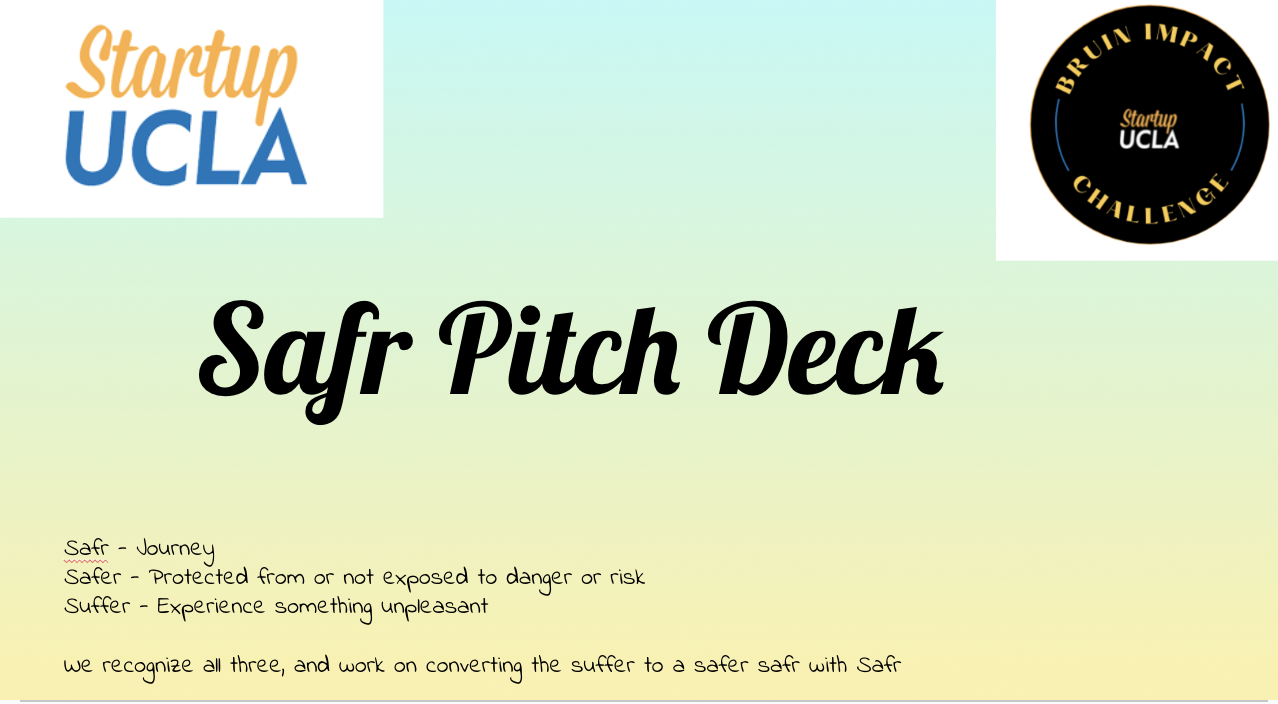 Startup
UCLA
BRUIN IMPACT
Startup
UCLA
CHALLENGE
Safr Pitch Deck
Safr - Journey
Safer - Protected from or not exposed to danger or risk
Suffer - Experience something unpleasant
We recognize all three, and work on converting the suffer to a safer safr with Safr